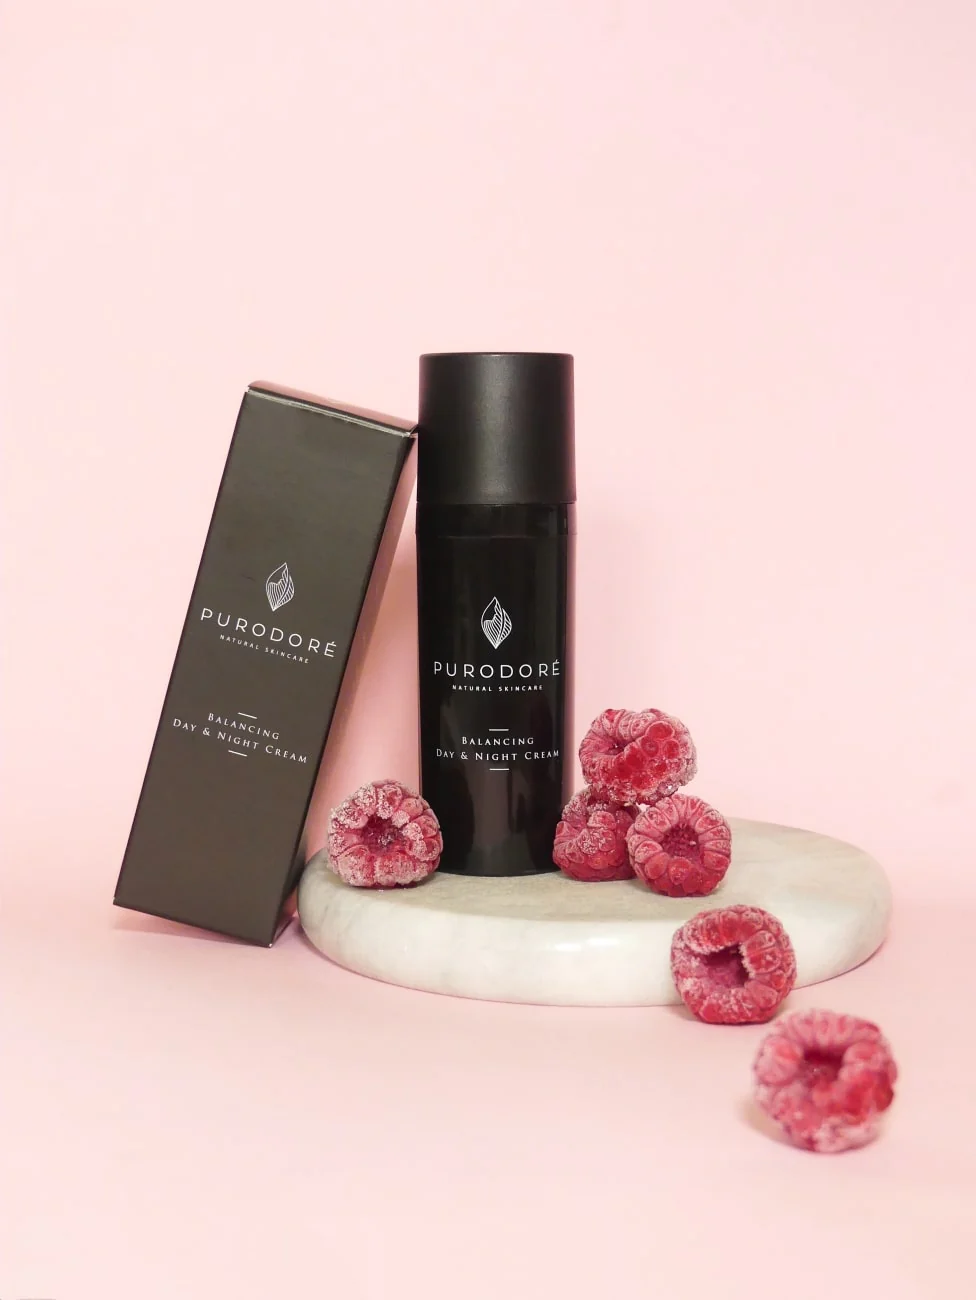 PURODORÉ
NATURAL SKINCARE
BALANCING
DAY & NIGHT CREAM
PURODORÉ
NATURAL SKINCARE
BALANCING
DAY & NIGHT CREAM